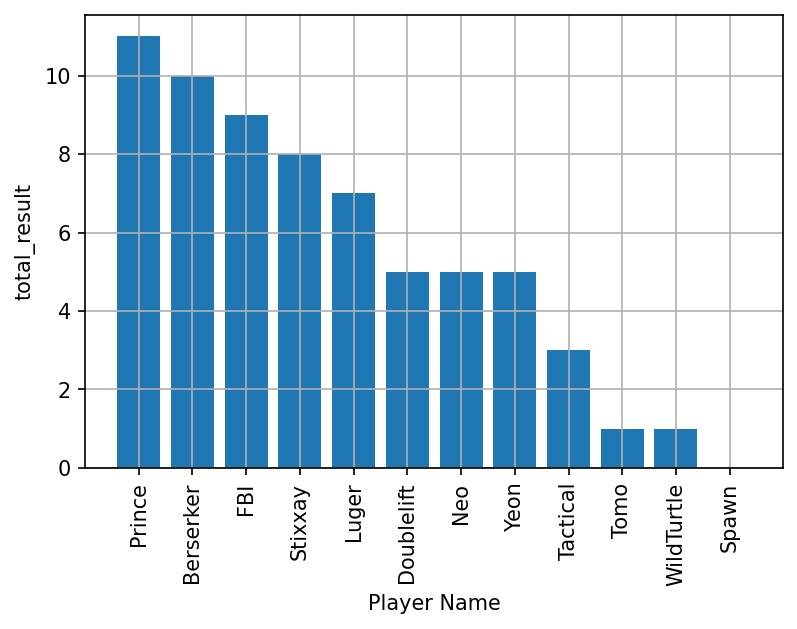 total_result
10
8
6
4
2
0
Prince
Berserker
FBI
Stixxay
Luger
Doublelift
Neo
Yeon
Tactical
Tomo
WildTurtle
Spawn
Player Name